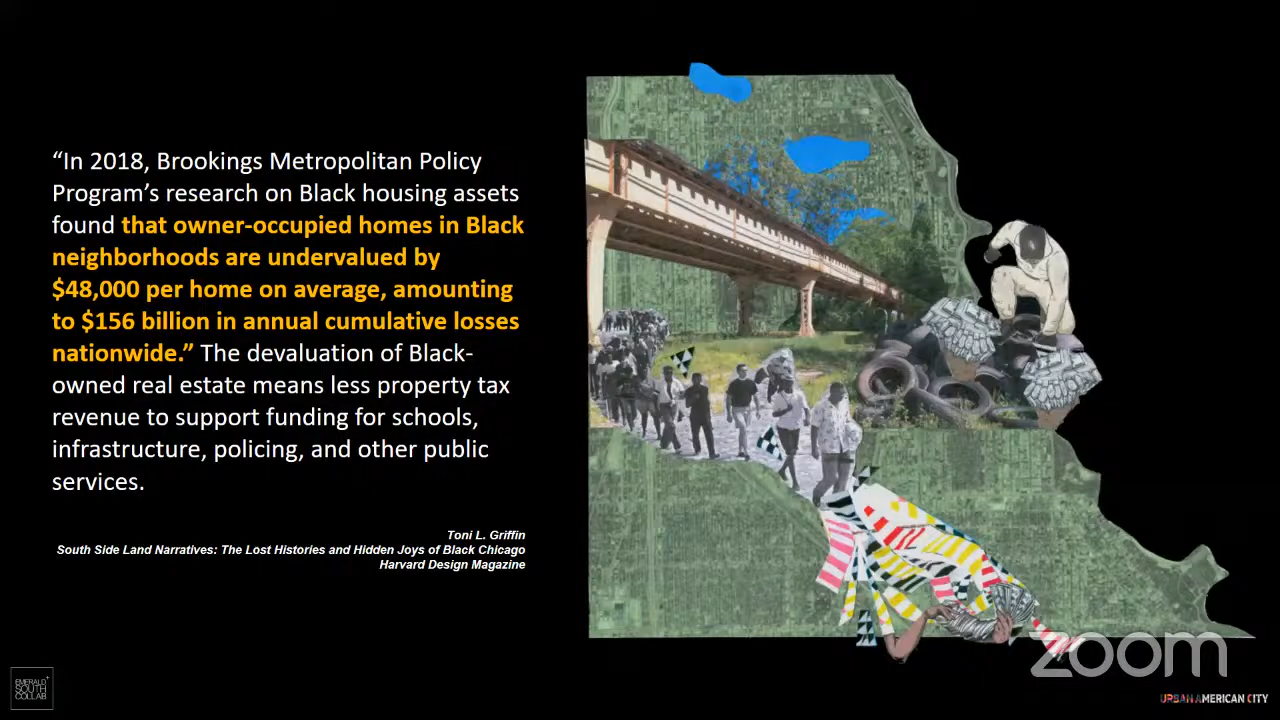 “In 2018, Brookings Metropolitan Policy
Program’s research on Black housing assets
found that owner-occupied homes in Black
neighborhoods are undervalued by
$48,000 per home on average, amounting
to $156 billion in annual cumulative losses
nationwide.” The devaluation of Black-
owned real estate means less property tax
revenue to support funding for schools,
infrastructure, policing, and other public
services.
Toni L. Griffin
South Side Land Narratives: The Lost Histories and Hidden Joys of Black Chicago
Harvard Design Magazine
EMERALD+
SOUTH
COLLAB
zoom
URBAN AMERICAN CITY